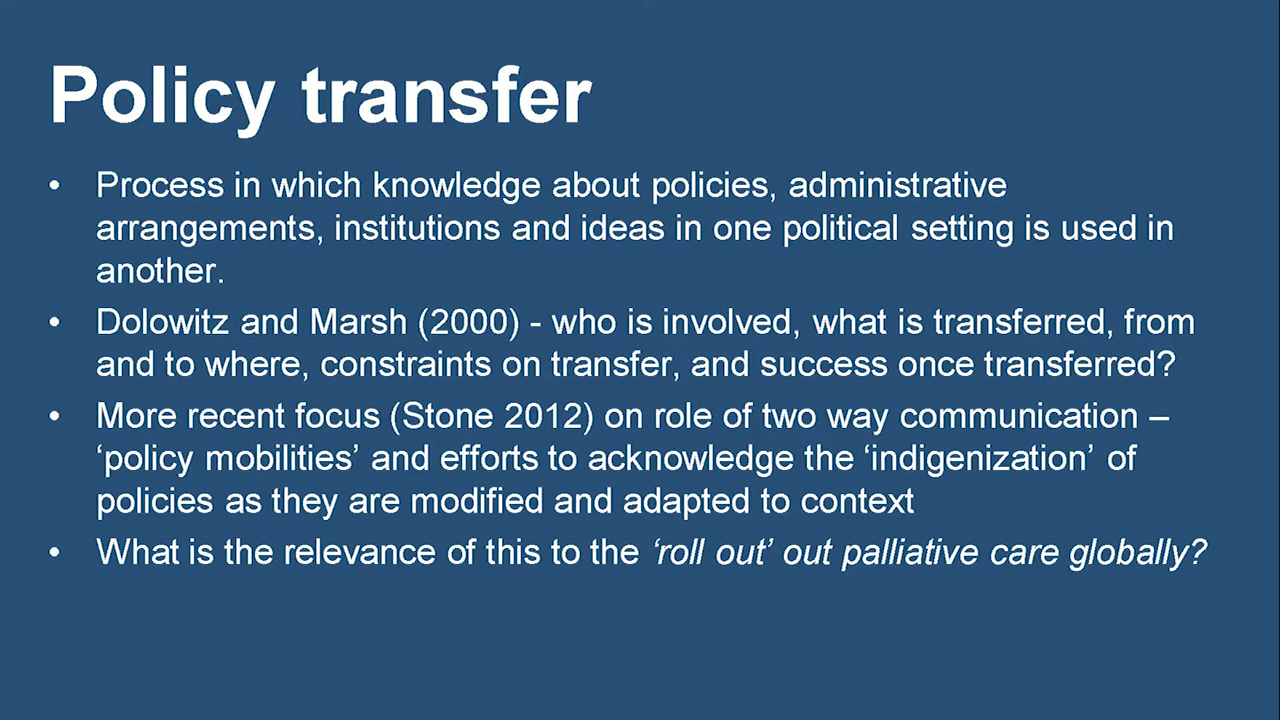 Policy transfer
• Process in which knowledge about policies, administrative
arrangements, institutions and ideas in one political setting is used in
another.
• Dolowitz and Marsh (2000) - who is involved, what is transferred, from
and to where, constraints on transfer, and success once transferred?
• More recent focus (Stone 2012) on role of two way communication –
‘policy mobilities’ and efforts to acknowledge the ‘indigenization’ of
policies as they are modified and adapted to context
• What is the relevance of this to the ‘roll out’ out palliative care globally?